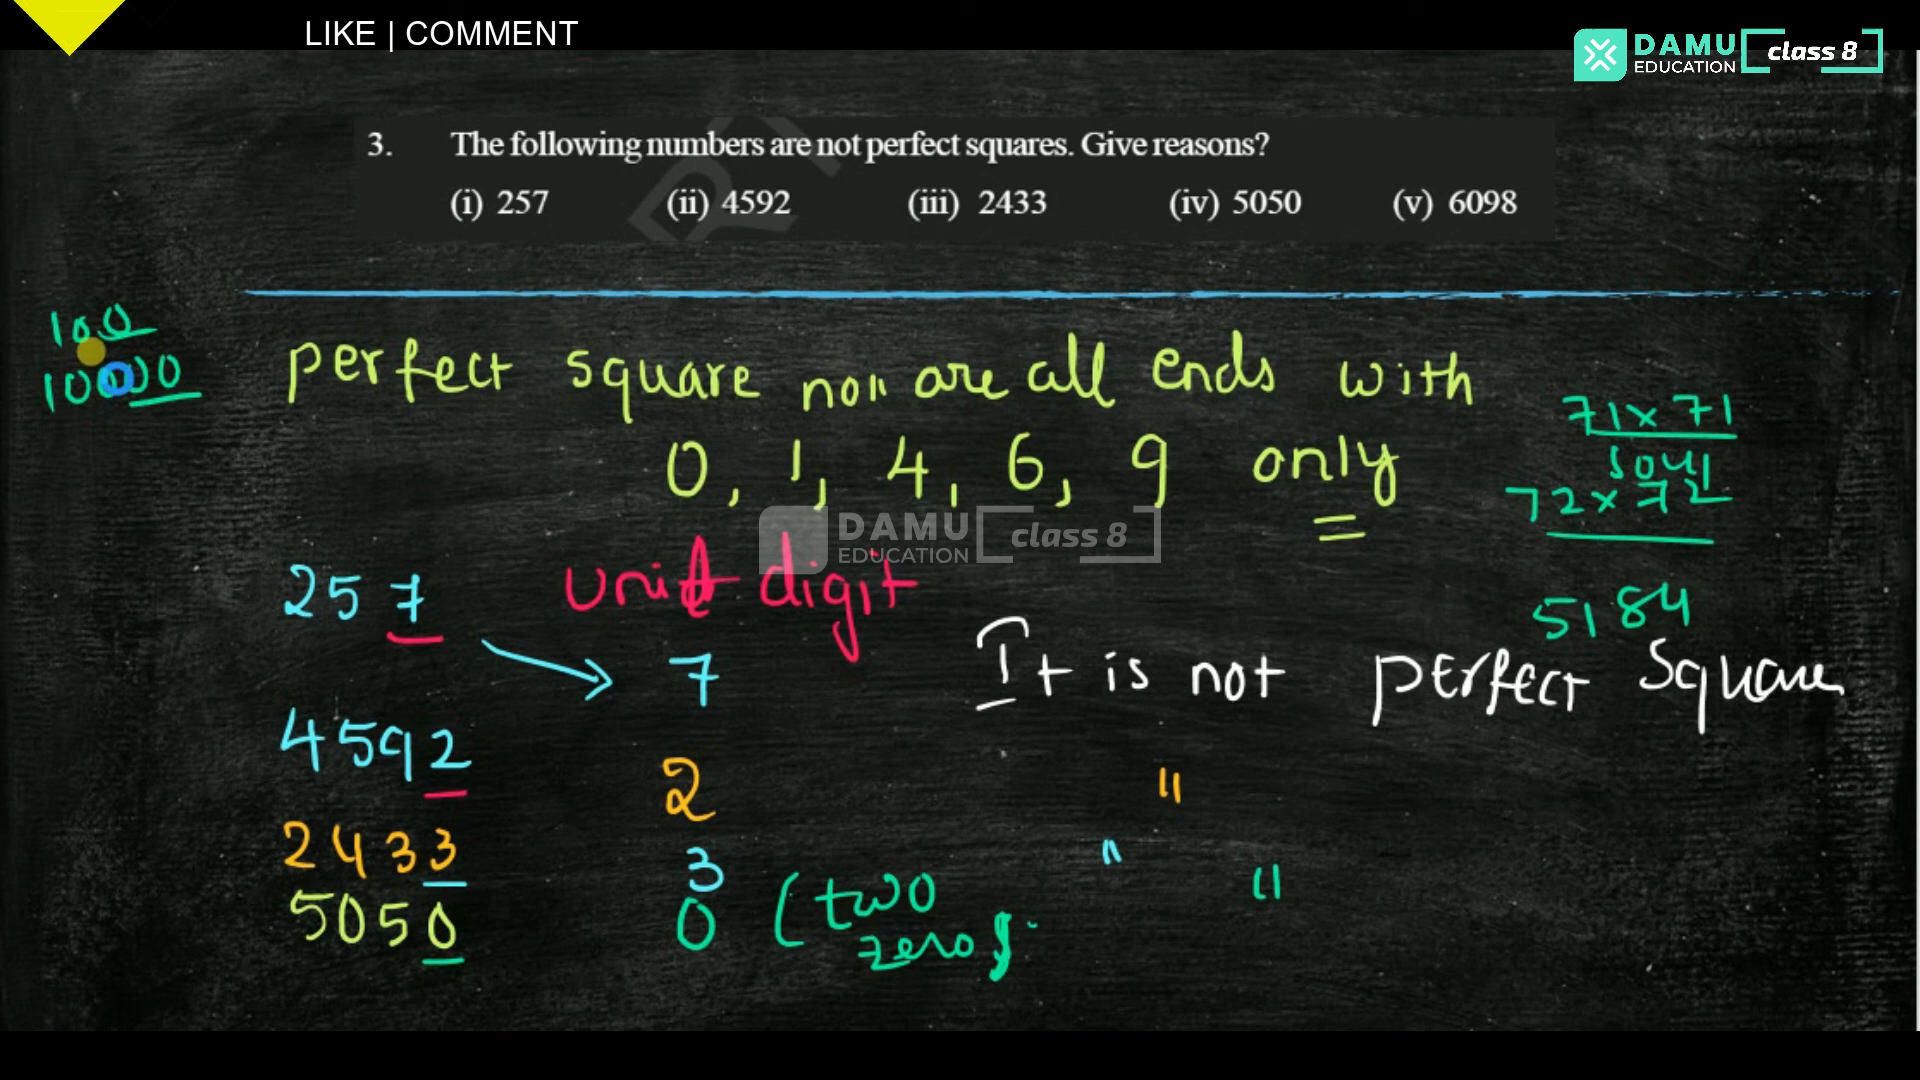 LIKE | COMMENT
DAMU
EDUCATION
class 8
3. The following numbers are not perfect squares. Give reasons?
(i) 257 (ii) 4592 (iii) 2433 (iv) 5050 (v) 6098
100
10000
perfect square no" are all ends with
0, 1, 4, 6, 9 only
71 x 71
5041
72 x 72
5184
DAMU
EDUCATION
class 8
257 unit digit
7 It is not perfect Square
4592 2 "
2433 3 " "
5050 0 (two
zeros)